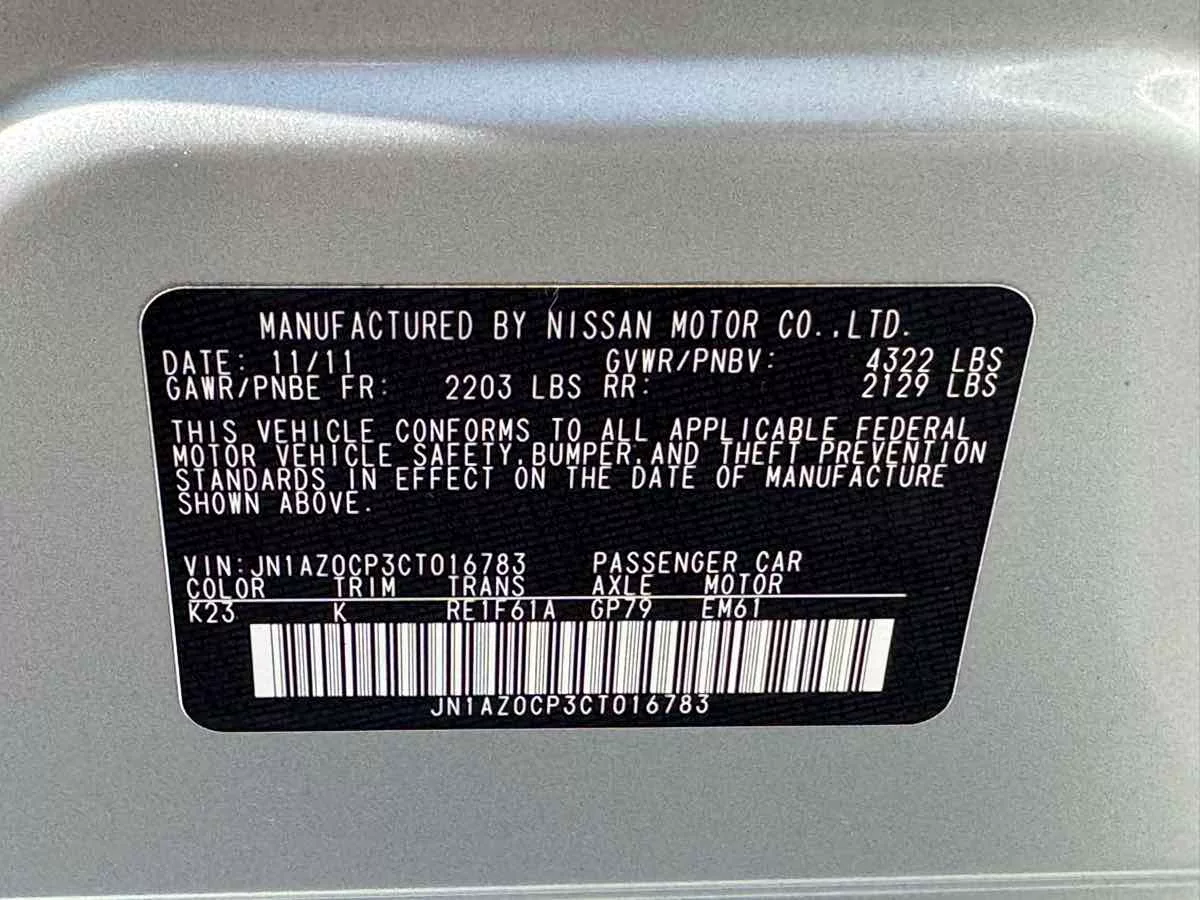 MANUFACTURED BY NISSAN MOTOR CO.,LTD.
DATE: 11/11 GVWR/PNBV: 4322 LBS
GAWR/PNBE FR: 2203 LBS RR: 2129 LBS
THIS VEHICLE CONFORMS TO ALL APPLICABLE FEDERAL
MOTOR VEHICLE SAFETY,BUMPER,AND THEFT PREVENTION
STANDARDS IN EFFECT ON THE DATE OF MANUFACTURE
SHOWN ABOVE.
VIN:JN1AZ0CP3CT016783 PASSENGER CAR
COLOR TRIM TRANS AXLE MOTOR
K23 K RE1F61A GP79 EM61
JN1AZ0CP3CT016783